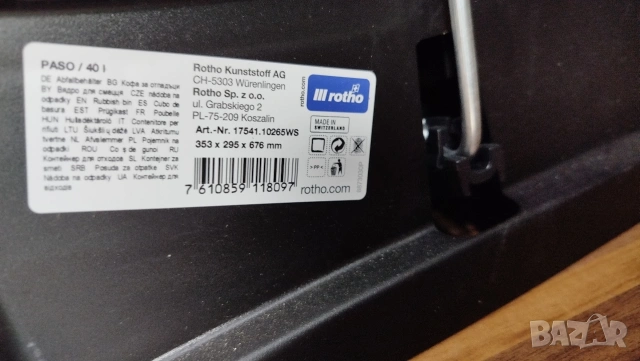 PASO / 40 l
DE Abfallbehälter BG Кофа за отпадъци
BY Вядро для смецця CZE nádoba na
odpadky EN Rubbish bin ES Cubo de
basura EST Prügikast FR Poubelle
HUN Hulladéktároló IT Contenitore per
rifiuti LTU Šiukšlių dėžė LVA Atkritumu
tvertne NL Afvalemmer PL Pojemnik na
odpadki ROU Cos de gunoi RU
Контейнер для отходов SL Kontejner za
smeti SRB Posuda za otpatke SVK
Nádoba na odpadky UA Контейнер для
відходів
Rotho Kunststoff AG
CH-5303 Würenlingen
Rotho Sp. z o.o.
ul. Grabskiego 2
PL-75-209 Koszalin
Art.-Nr. 17541.10265WS
353 x 295 x 676 mm
7 610859 118097
rotho
MADE IN
SWITZERLAND
>PP<
rotho.com
bazar.bg